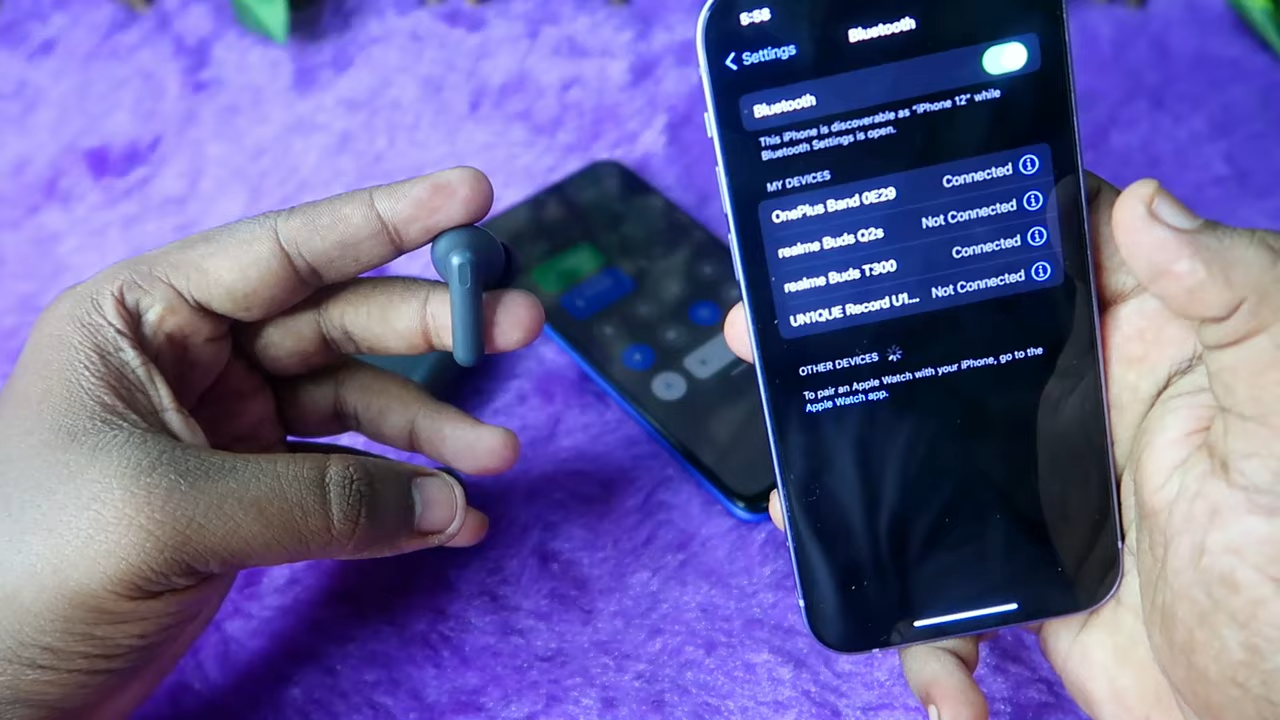 5:58
Settings
Bluetooth
Bluetooth
This iPhone is discoverable as “iPhone 12” while
Bluetooth Settings is open.
MY DEVICES
OnePlus Band 0E29 Connected
realme Buds Q2s Not Connected
realme Buds T300 Connected
UN1QUE Record U1... Not Connected
OTHER DEVICES
To pair an Apple Watch with your iPhone, go to the
Apple Watch app.